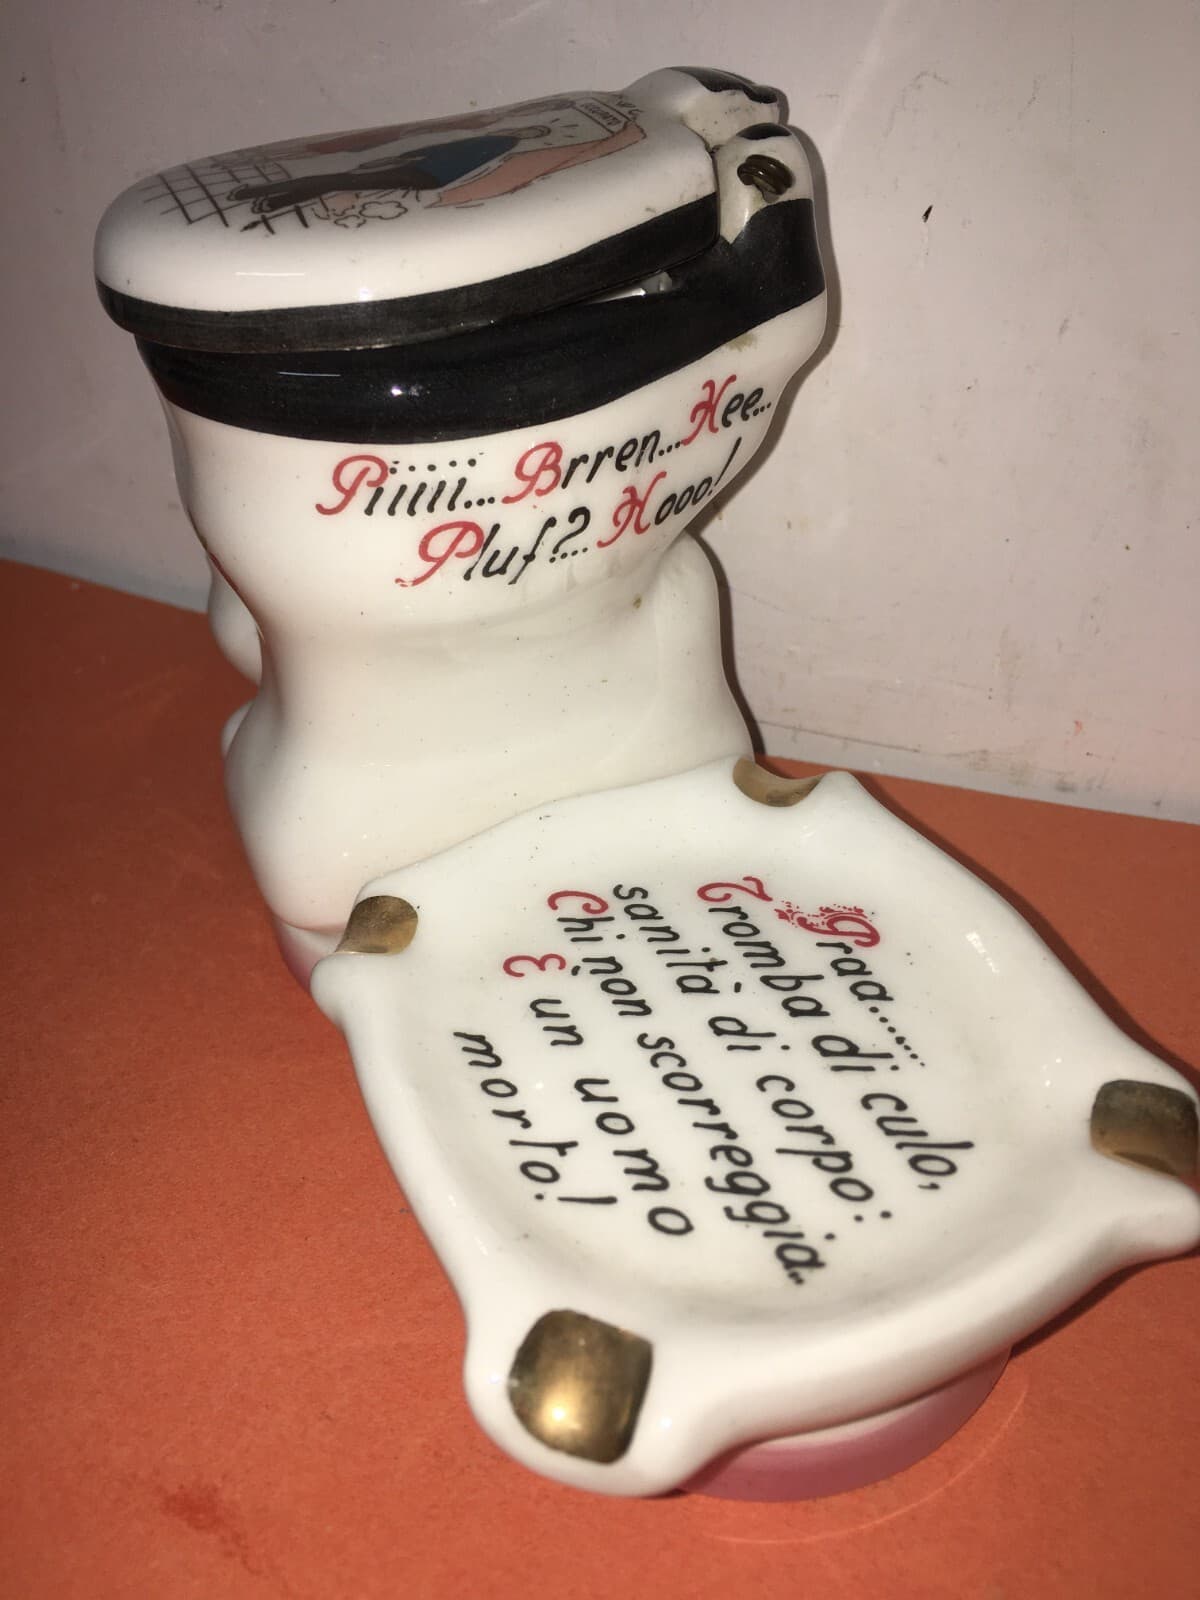 Piiiii... Brren... Hee...
Pluf?... Hooo!
Praa......
Tromba di culo,
sanità di corpo:
Chi non scorreggia..
È un uomo
morto!